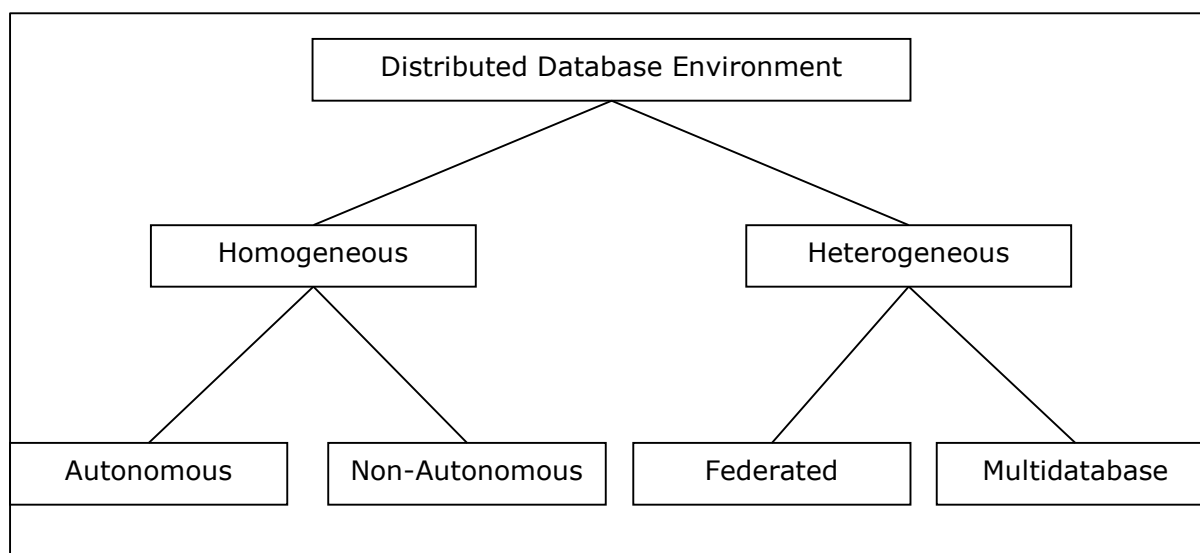 Distributed Database Environment
Homogeneous
Heterogeneous
Autonomous
Non-Autonomous
Federated
Multidatabase